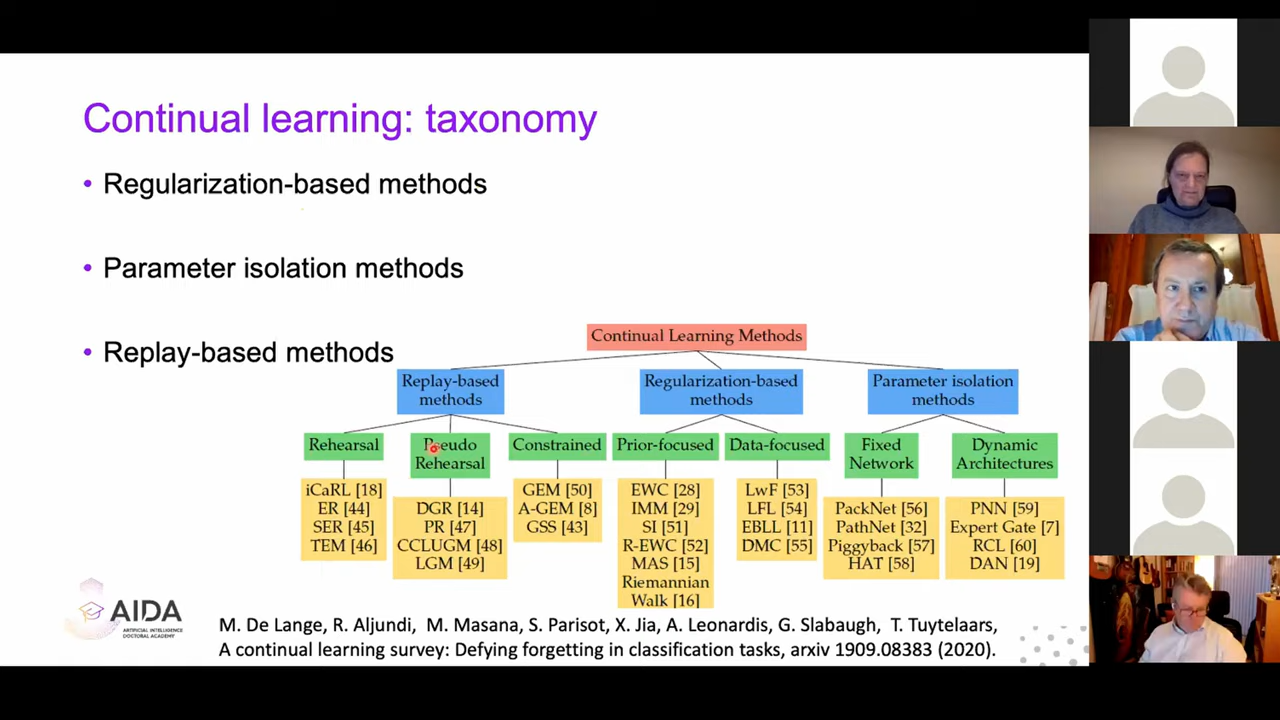 Continual learning: taxonomy
• Regularization-based methods
• Parameter isolation methods
• Replay-based methods
Continual Learning Methods
Replay-based
methods
Regularization-based
methods
Parameter isolation
methods
Rehearsal
Pseudo
Rehearsal
Constrained
Prior-focused
Data-focused
Fixed
Network
Dynamic
Architectures
iCaRL [18]
ER [44]
SER [45]
TEM [46]
DGR [14]
PR [47]
CCLUGM [48]
LGM [49]
GEM [50]
A-GEM [8]
GSS [43]
EWC [28]
IMM [29]
SI [51]
R-EWC [52]
MAS [15]
Riemannian
Walk [16]
LwF [53]
LFL [54]
EBLL [11]
DMC [55]
PackNet [56]
PathNet [32]
Piggyback [57]
HAT [58]
PNN [59]
Expert Gate [7]
RCL [60]
DAN [19]
AIDA
ARTIFICIAL INTELLIGENCE
DOCTORAL ACADEMY
M. De Lange, R. Aljundi, M. Masana, S. Parisot, X. Jia, A. Leonardis, G. Slabaugh, T. Tuytelaars,
A continual learning survey: Defying forgetting in classification tasks, arxiv 1909.08383 (2020).